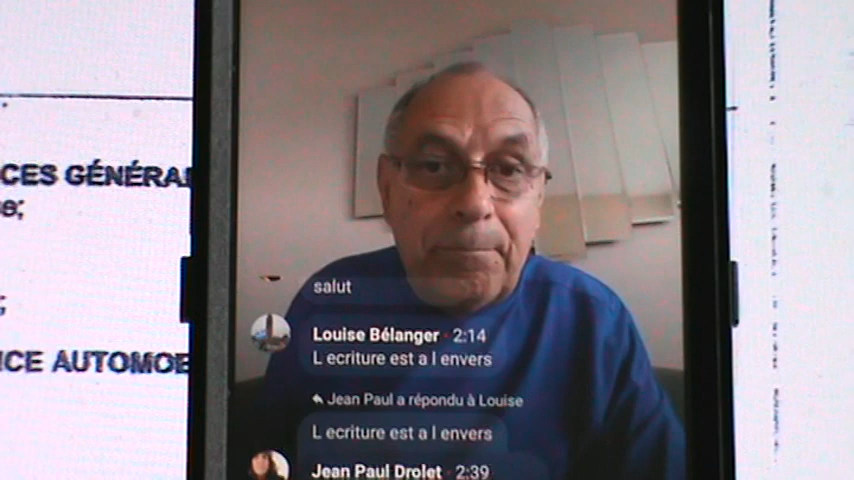 CES GÉNÉRA
e;
;
ICE AUTOMOB
salut
Louise Bélanger · 2:14
L ecriture est a l envers
Jean Paul a répondu à Louise
L ecriture est a l envers
Jean Paul Drolet · 2:39